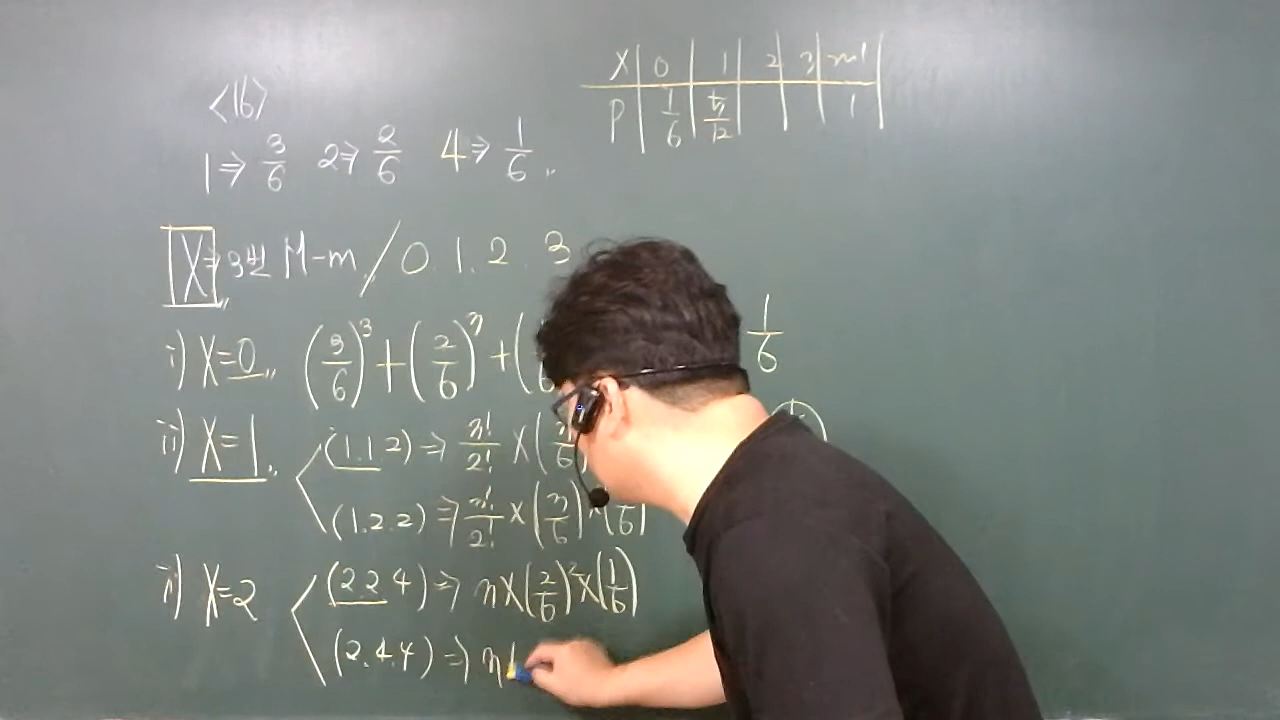 <16>
1 ⇒ 3/6 2 ⇒ 2/6 4 ⇒ 1/6 〃
X ⇒ 3번 M-m / 0. 1. 2 . 3
i) X=0 〃 (3/6)^3 + (2/6)^3 + ( 1/6
ii) X=1 〃 (1.1 2) ⇒ 3!/2! × (3/6)
(1.2.2) ⇒ 3!/2! × (3/6)
X=2 (2.2 4) ⇒ 3×(2/6)^2×(1/6)
(2.4.4) ⇒ 3
X | 0 | 1 | 2 | 3 |
P | 1/6 | 5/12 | | | 1 |